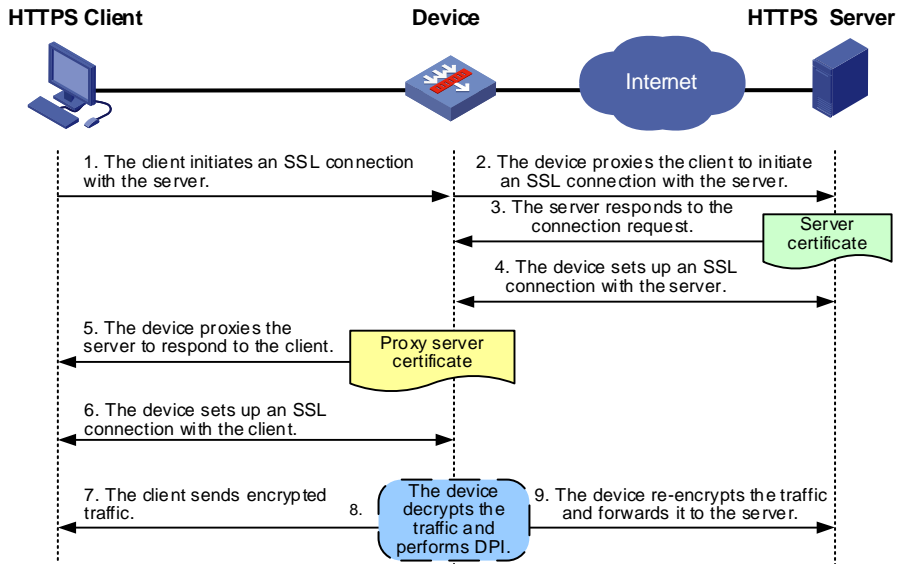 HTTPS Client
Device
HTTPS Server
Internet
1. The client initiates an SSL connection
with the server.
2. The device proxies the client to initiate
an SSL connection with the server.
3. The server responds to the
connection request.
Server
certificate
4. The device sets up an SSL
connection with the server.
5. The device proxies the
server to respond to the client.
Proxy server
certificate
6. The device sets up an SSL
connection with the client.
7. The client sends encrypted
traffic.
8.
The device
decrypts the
traffic and
performs DPI.
9. The device re-encrypts the traffic
and forwards it to the server.